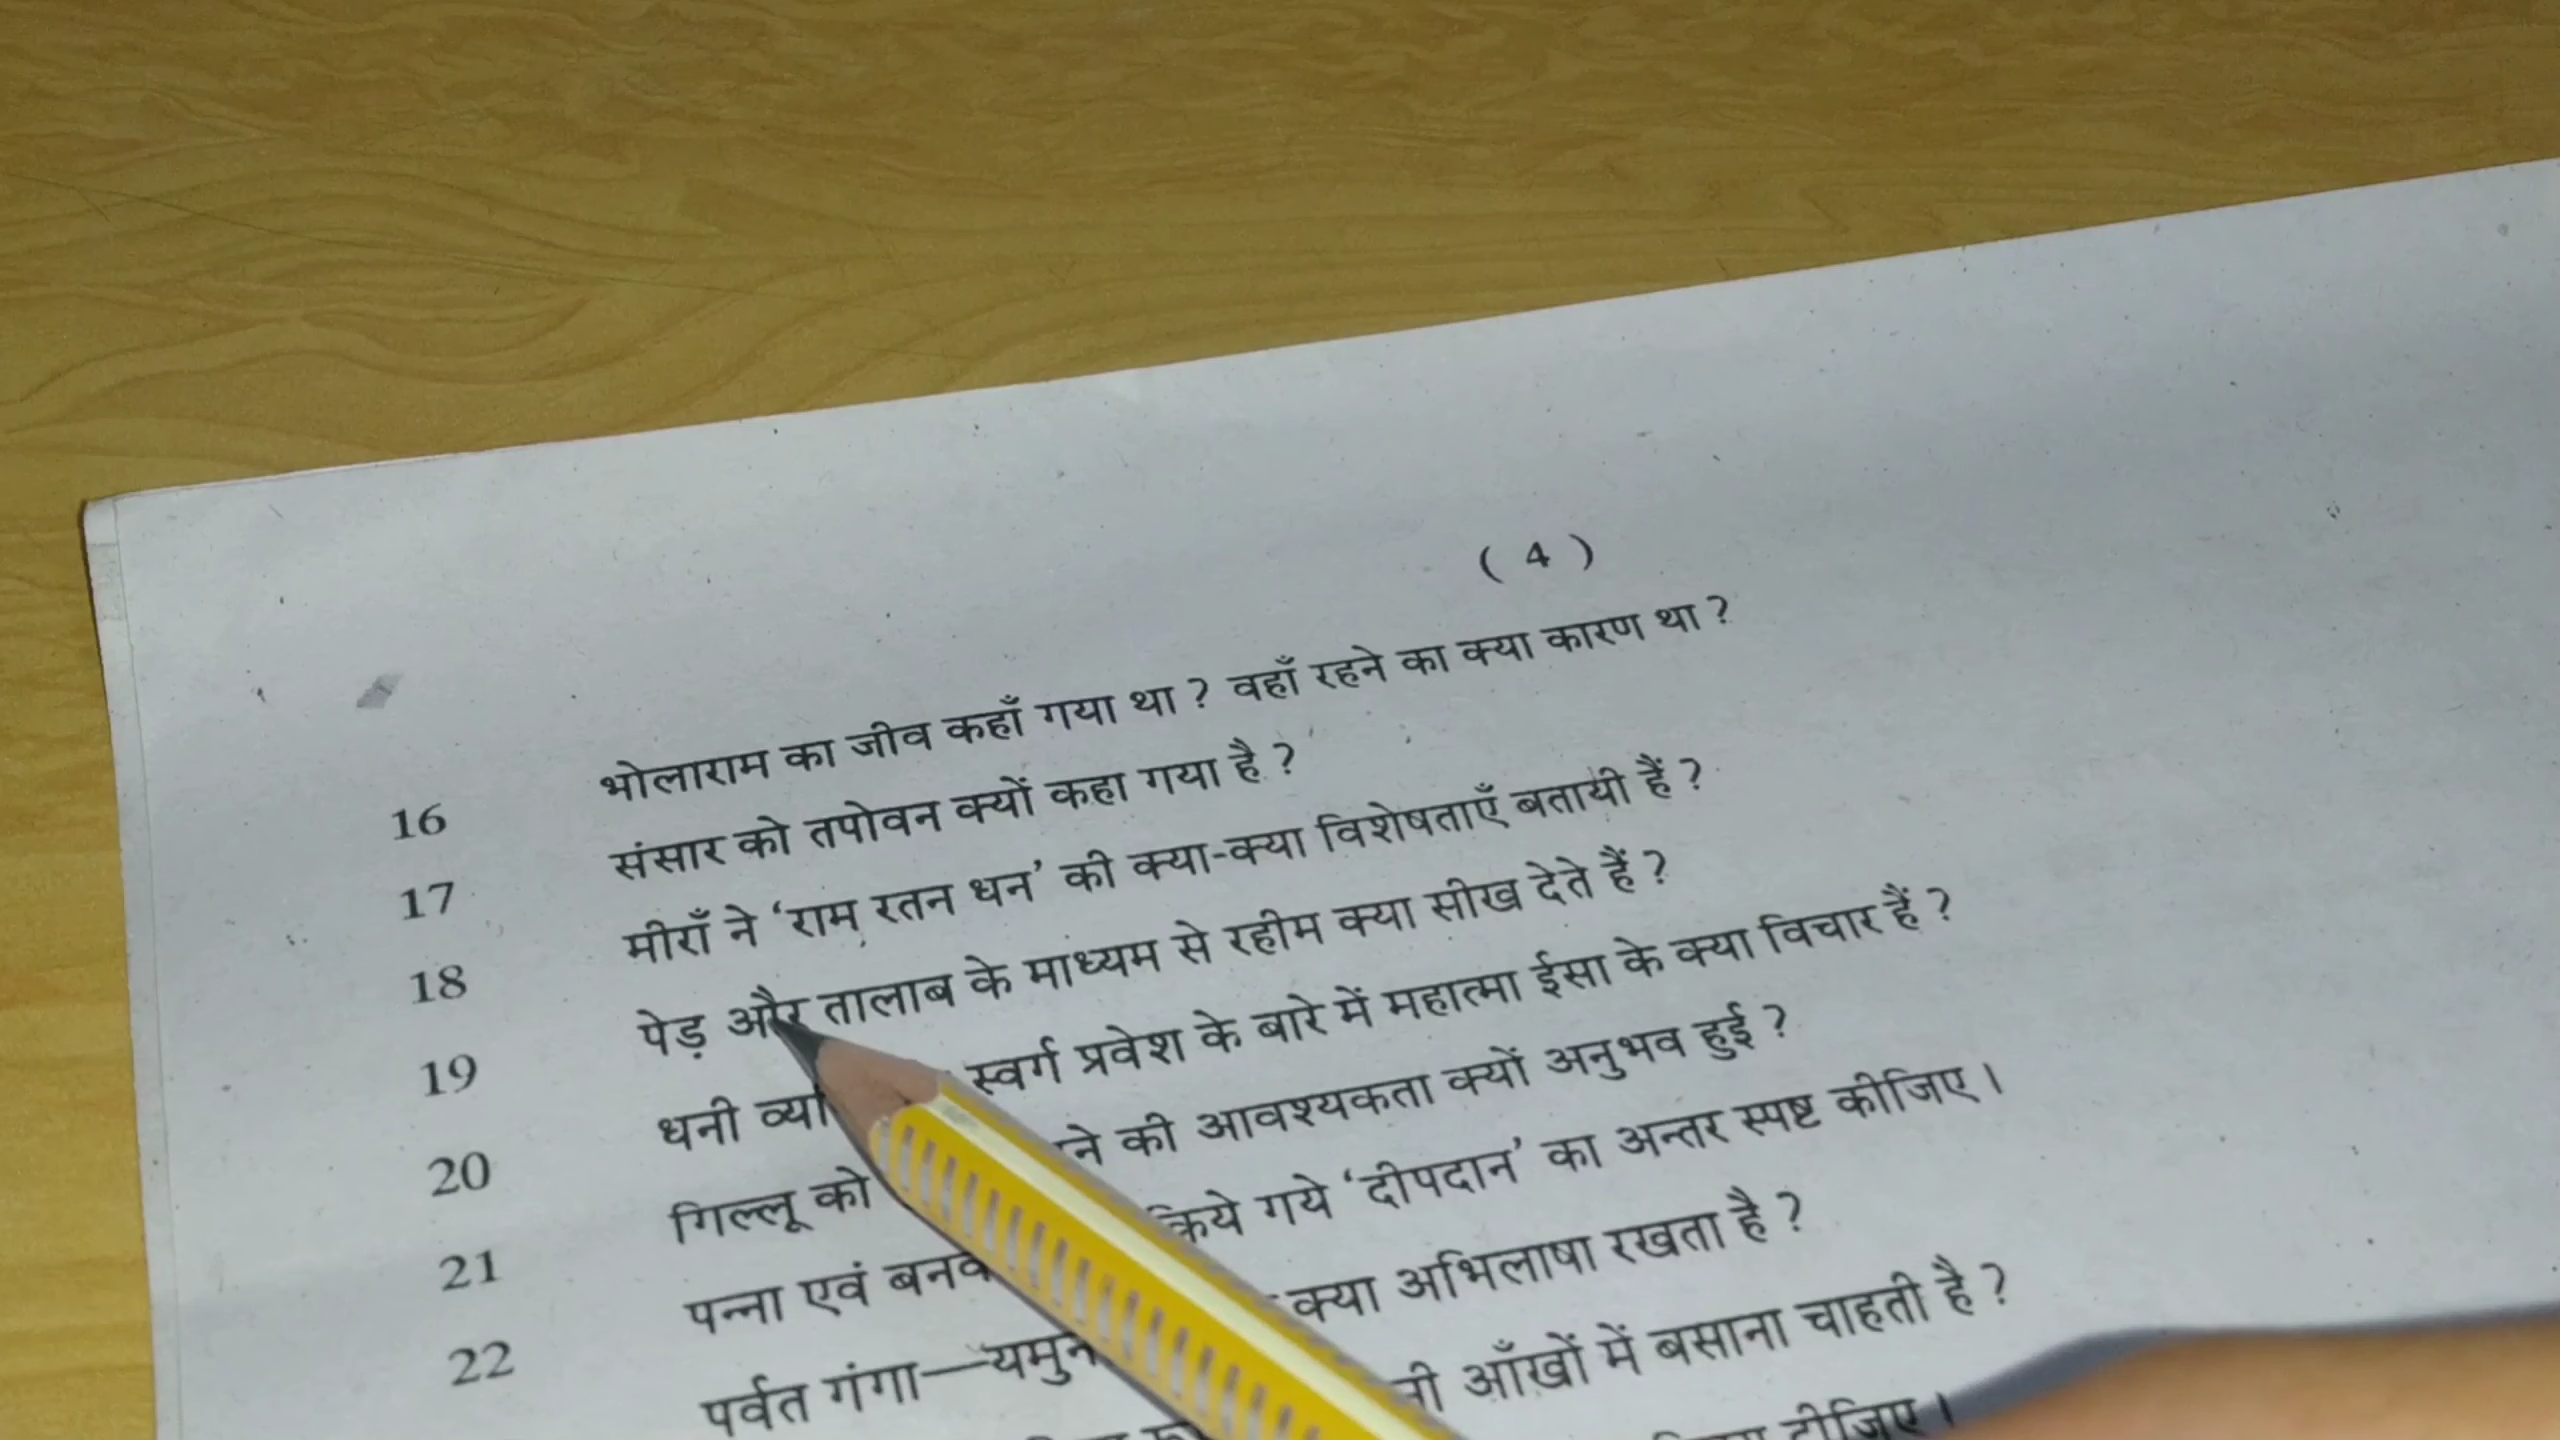 ( 4 )
16 भोलाराम का जीव कहाँ गया था ? वहाँ रहने का क्या कारण था ?
17 संसार को तपोवन क्यों कहा गया है ?
18 मीराँ ने ‘राम रतन धन’ की क्या-क्या विशेषताएँ बतायी हैं ?
19 पेड़ और तालाब के माध्यम से रहीम क्या सीख देते हैं ?
20 धनी स्वर्ग प्रवेश के बारे में महात्मा ईसा के क्या विचार हैं ?
21 गिल्लू को की आवश्यकता क्यों अनुभव हुई ?
22 पन्ना एवं किये गये ‘दीपदान’ का अन्तर स्पष्ट कीजिए ।
पर्वत गंगा— क्या अभिलाषा रखता है ?
आँखों में बसाना चाहती है ?
दीजिए ।